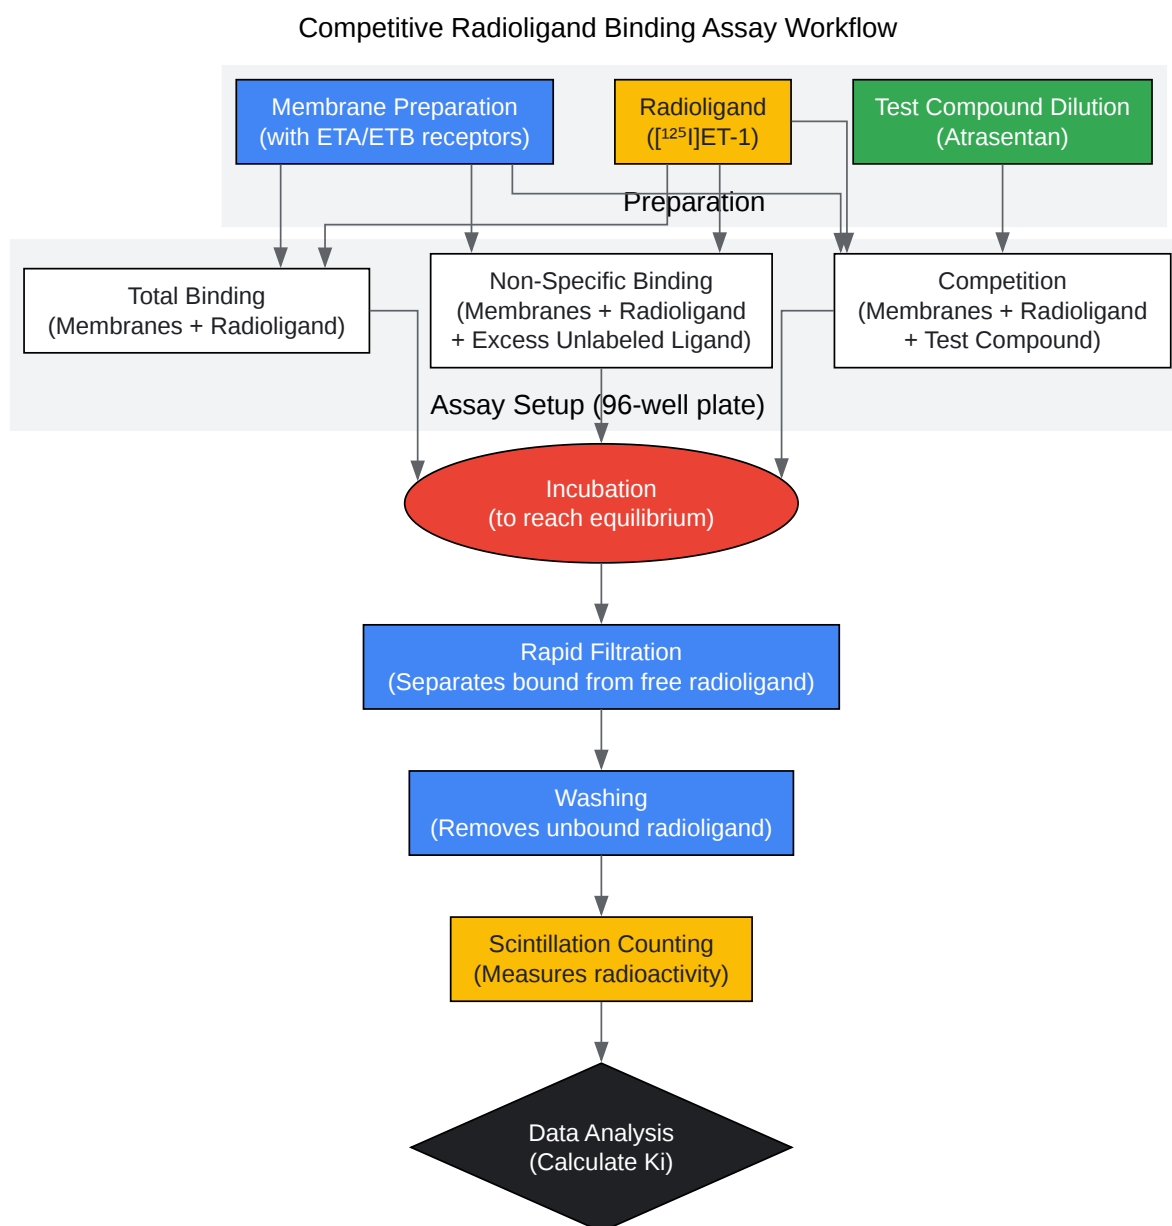 Competitive Radioligand Binding Assay Workflow
Membrane Preparation
(with ETA/ETB receptors)
Radioligand
([¹²⁵I]ET-1)
Test Compound Dilution
(Atrasentan)
Preparation
Total Binding
(Membranes + Radioligand)
Non-Specific Binding
(Membranes + Radioligand
+ Excess Unlabeled Ligand)
Competition
(Membranes + Radioligand
+ Test Compound)
Assay Setup (96-well plate)
Incubation
(to reach equilibrium)
Rapid Filtration
(Separates bound from free radioligand)
Washing
(Removes unbound radioligand)
Scintillation Counting
(Measures radioactivity)
Data Analysis
(Calculate Ki)